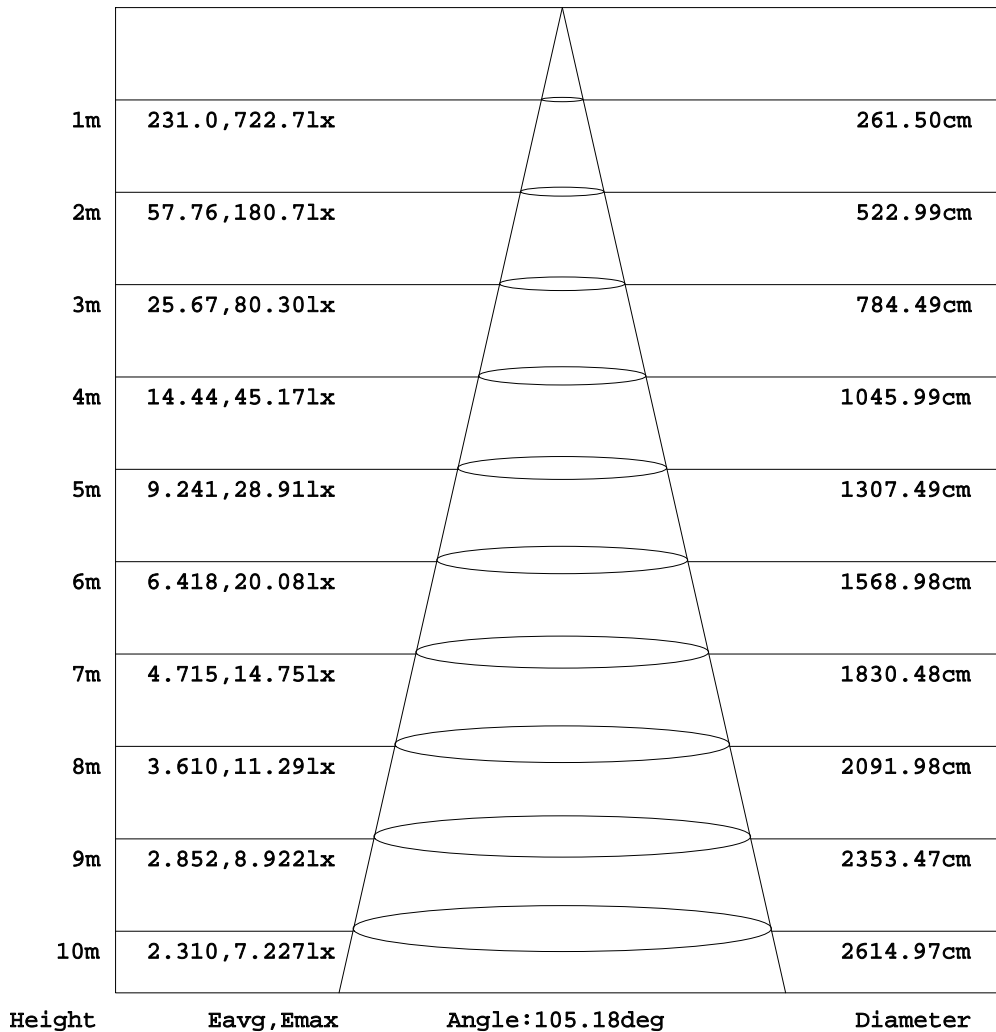 1m 231.0,722.7lx 261.50cm
2m 57.76,180.7lx 522.99cm
3m 25.67,80.30lx 784.49cm
4m 14.44,45.17lx 1045.99cm
5m 9.241,28.91lx 1307.49cm
6m 6.418,20.08lx 1568.98cm
7m 4.715,14.75lx 1830.48cm
8m 3.610,11.29lx 2091.98cm
9m 2.852,8.922lx 2353.47cm
10m 2.310,7.227lx 2614.97cm
Height Eavg,Emax Angle:105.18deg Diameter